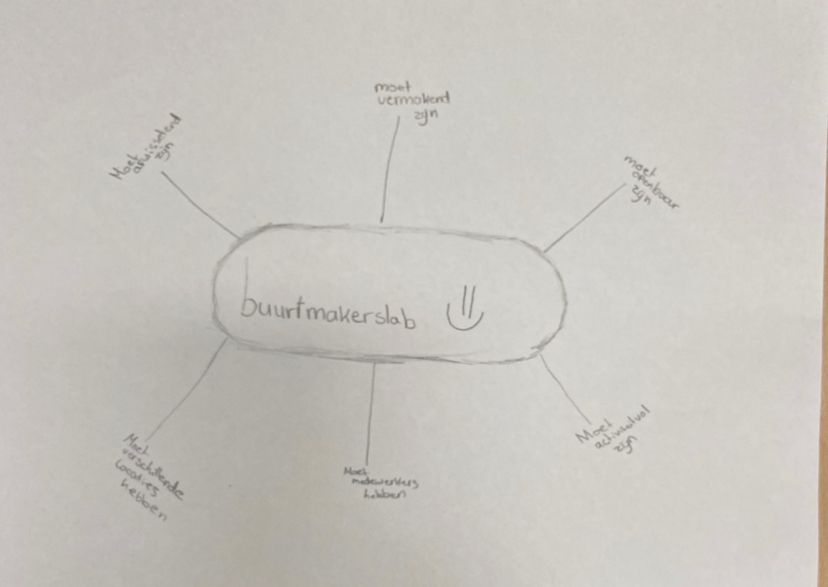 moet
vermakend
zijn
Moet
afwisselend
zijn
moet
openbaar
zijn
buurtmakerslab
Moet
verschillende
Locaties
hebben
Moet
medewerkers
hebben
Moet
zijn